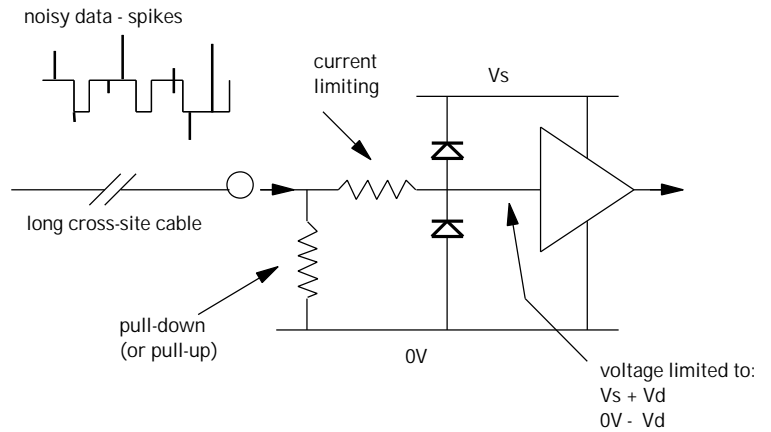 noisy data - spikes
current
limiting
Vs
long cross-site cable
pull-down
(or pull-up)
0V
voltage limited to:
Vs + Vd
0V - Vd